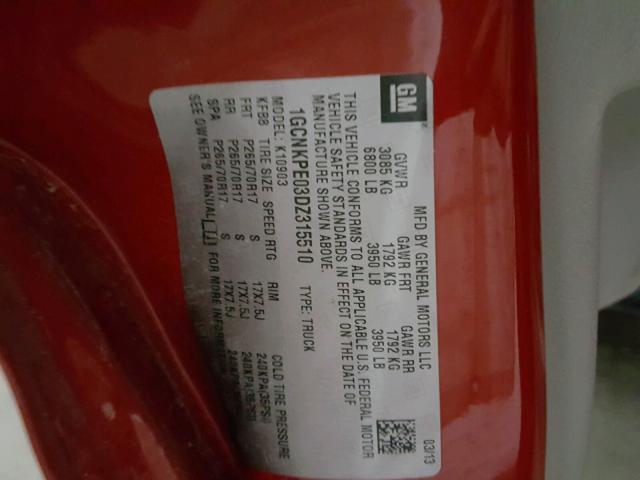 GM
MFD BY GENERAL MOTORS LLC 03/13
GVWR GAWR FRT GAWR RR
3085 KG 1792 KG 1792 KG
6800 LB 3950 LB 3950 LB
THIS VEHICLE CONFORMS TO ALL APPLICABLE U.S. FEDERAL MOTOR
VEHICLE SAFETY STANDARDS IN EFFECT ON THE DATE OF
MANUFACTURE SHOWN ABOVE.
1GCNKPE03DZ315510 TYPE: TRUCK
MODEL: K10903
KFBB TIRE SIZE SPEED RTG RIM COLD TIRE PRESSURE
FRT P265/70R17 S 17X7.5J 240KPA(35PSI)
RR P265/70R17 S 17X7.5J 240KPA(35PSI)
SPA P265/70R17 S 17X7.5J
SEE OWNER'S MANUAL FOR MORE